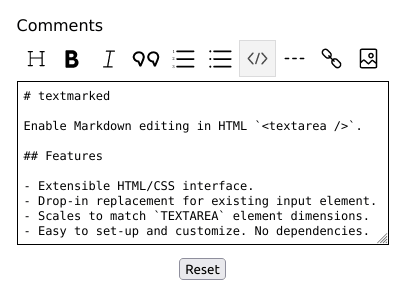 Comments
H B I </> ---
# textmarked
Enable Markdown editing in HTML `<textarea />`.
## Features
- Extensible HTML/CSS interface.
- Drop-in replacement for existing input element.
- Scales to match `TEXTAREA` element dimensions.
- Easy to set-up and customize. No dependencies.
Reset